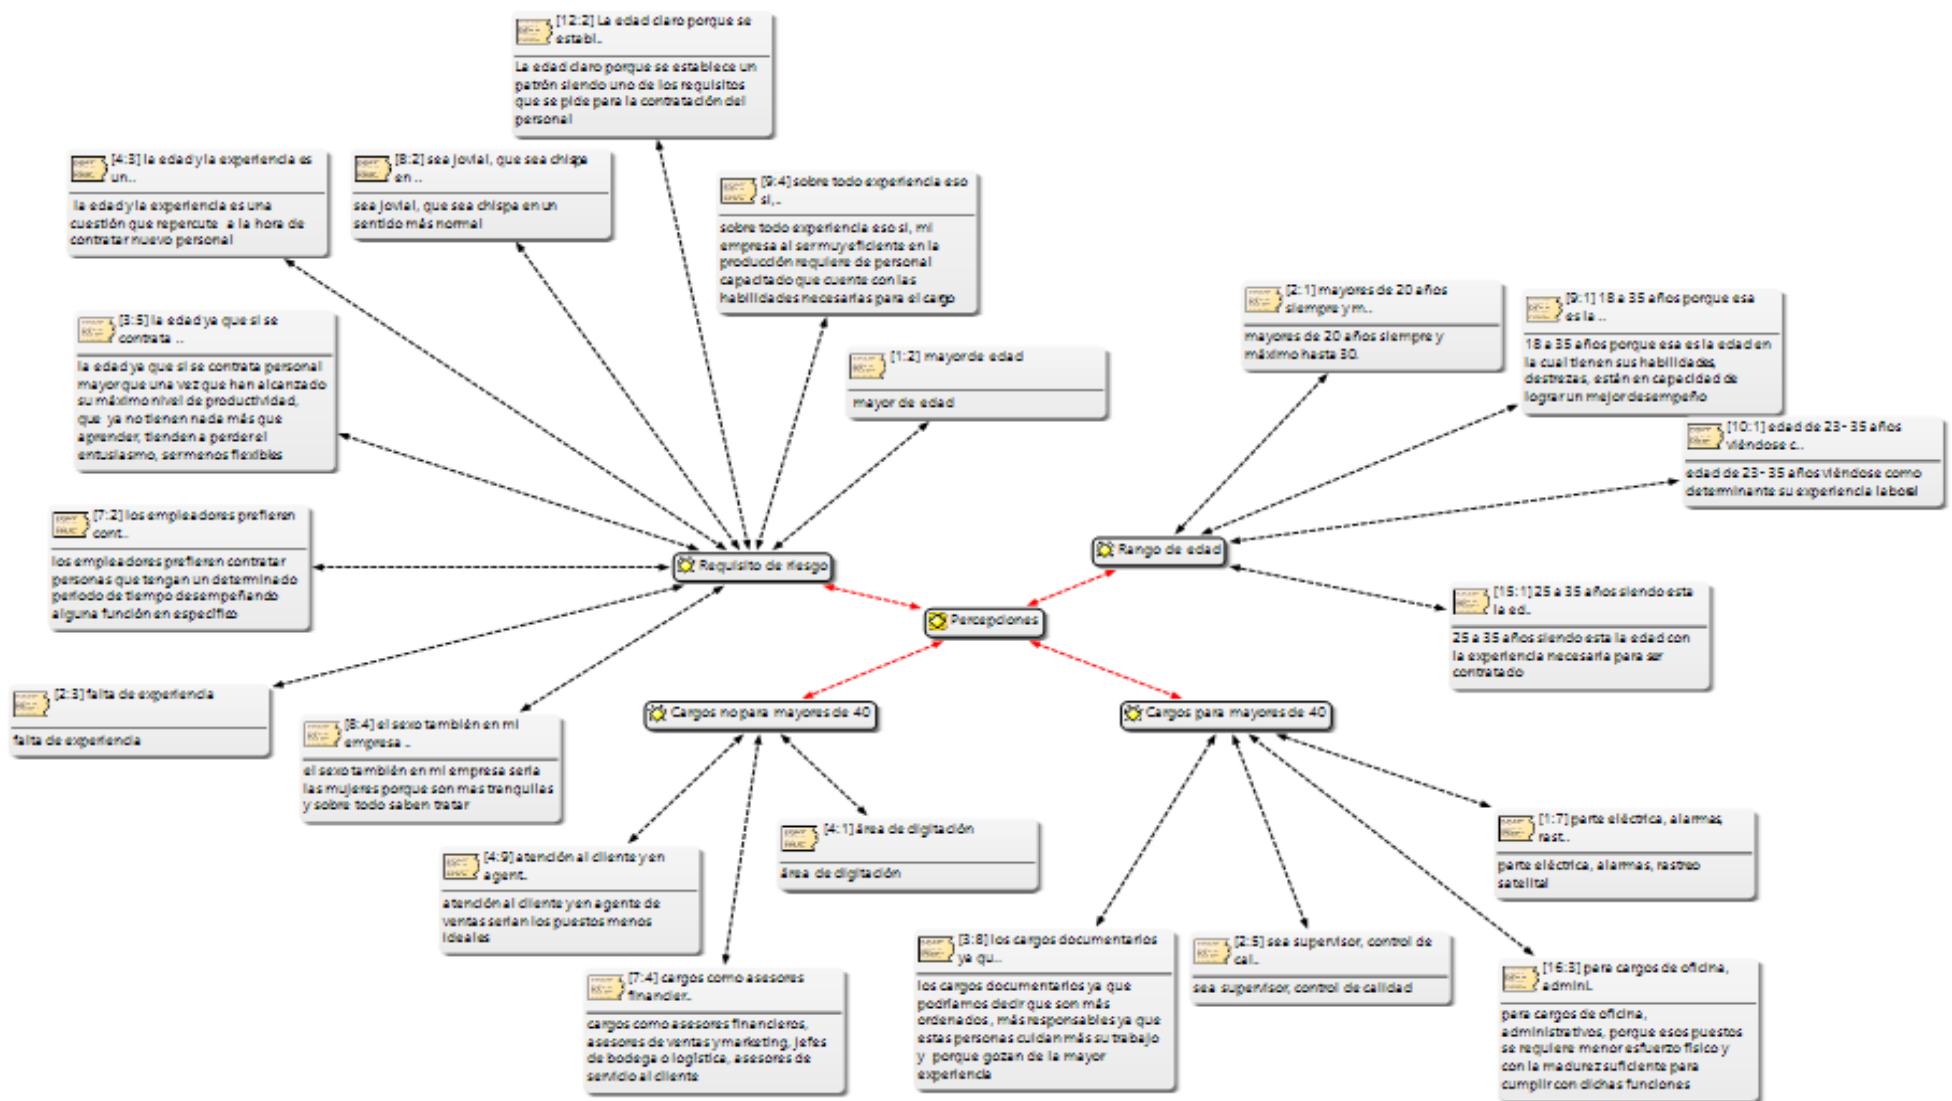 [12:2] La edad claro porque se
establ..
La edad claro porque se establece un
patrón siendo uno de los requisitos
que se pide para la contratación del
personal
[4:3] la edad y la experiencia es
un..
la edad y la experiencia es una
cuestión que repercute a la hora de
contratar nuevo personal
[8:2] sea jovial, que sea chispa
en ..
sea jovial, que sea chispa en un
sentido más normal
[9:4] sobre todo experiencia eso
si,..
sobre todo experiencia eso si, mi
empresa al ser muy eficiente en la
producción requiere de personal
capacitado que cuente con las
habilidades necesarias para el cargo
[3:5] la edad ya que si se
contrata ..
la edad ya que si se contrata personal
mayor que una vez que han alcanzado
su máximo nivel de productividad,
que ya no tienen nada más que
aprender, tienden a perder el
entusiasmo, ser menos flexibles
[1:2] mayor de edad
mayor de edad
[2:1] mayores de 20 años
siempre y m..
mayores de 20 años siempre y
máximo hasta 30.
[9:1] 18 a 35 años porque esa
es la ..
18 a 35 años porque esa es la edad en
la cual tienen sus habilidades,
destrezas, están en capacidad de
lograr un mejor desempeño
[10:1] edad de 23- 35 años
viéndose c..
edad de 23- 35 años viéndose como
determinante su experiencia laboral
[7:2] los empleadores prefieren
cont..
los empleadores prefieren contratar
personas que tengan un determinado
periodo de tiempo desempeñando
alguna función en específico
Requisito de riesgo
Rango de edad
Percepciones
[15:1] 25 a 35 años siendo esta
la ed..
25 a 35 años siendo esta la edad con
la experiencia necesaria para ser
contratado
[2:3] falta de experiencia
falta de experiencia
[8:4] el sexo también en mi
empresa ..
el sexo también en mi empresa seria
las mujeres porque son mas tranquilas
y sobre todo saben tratar
Cargos no para mayores de 40
Cargos para mayores de 40
[4:9] atención al cliente y en
agent..
atención al cliente y en agente de
ventas serian los puestos menos
ideales
[4:1] área de digitación
área de digitación
[1:7] parte eléctrica, alarmas,
rast..
parte eléctrica, alarmas, rastreo
satelital
[7:4] cargos como asesores
financier..
cargos como asesores financieros,
asesores de ventas y marketing, jefes
de bodega o logística, asesores de
servicio al cliente
[3:8] los cargos documentarios
ya qu..
los cargos documentarios ya que
podríamos decir que son más
ordenados, más responsables ya que
estas personas cuidan más su trabajo
y porque gozan de la mayor
experiencia
[2:5] sea supervisor, control de
cal..
sea supervisor, control de calidad
[16:3] para cargos de oficina,
admini..
para cargos de oficina,
administrativos, porque esos puestos
se requiere menor esfuerzo físico y
con la madurez suficiente para
cumplir con dichas funciones